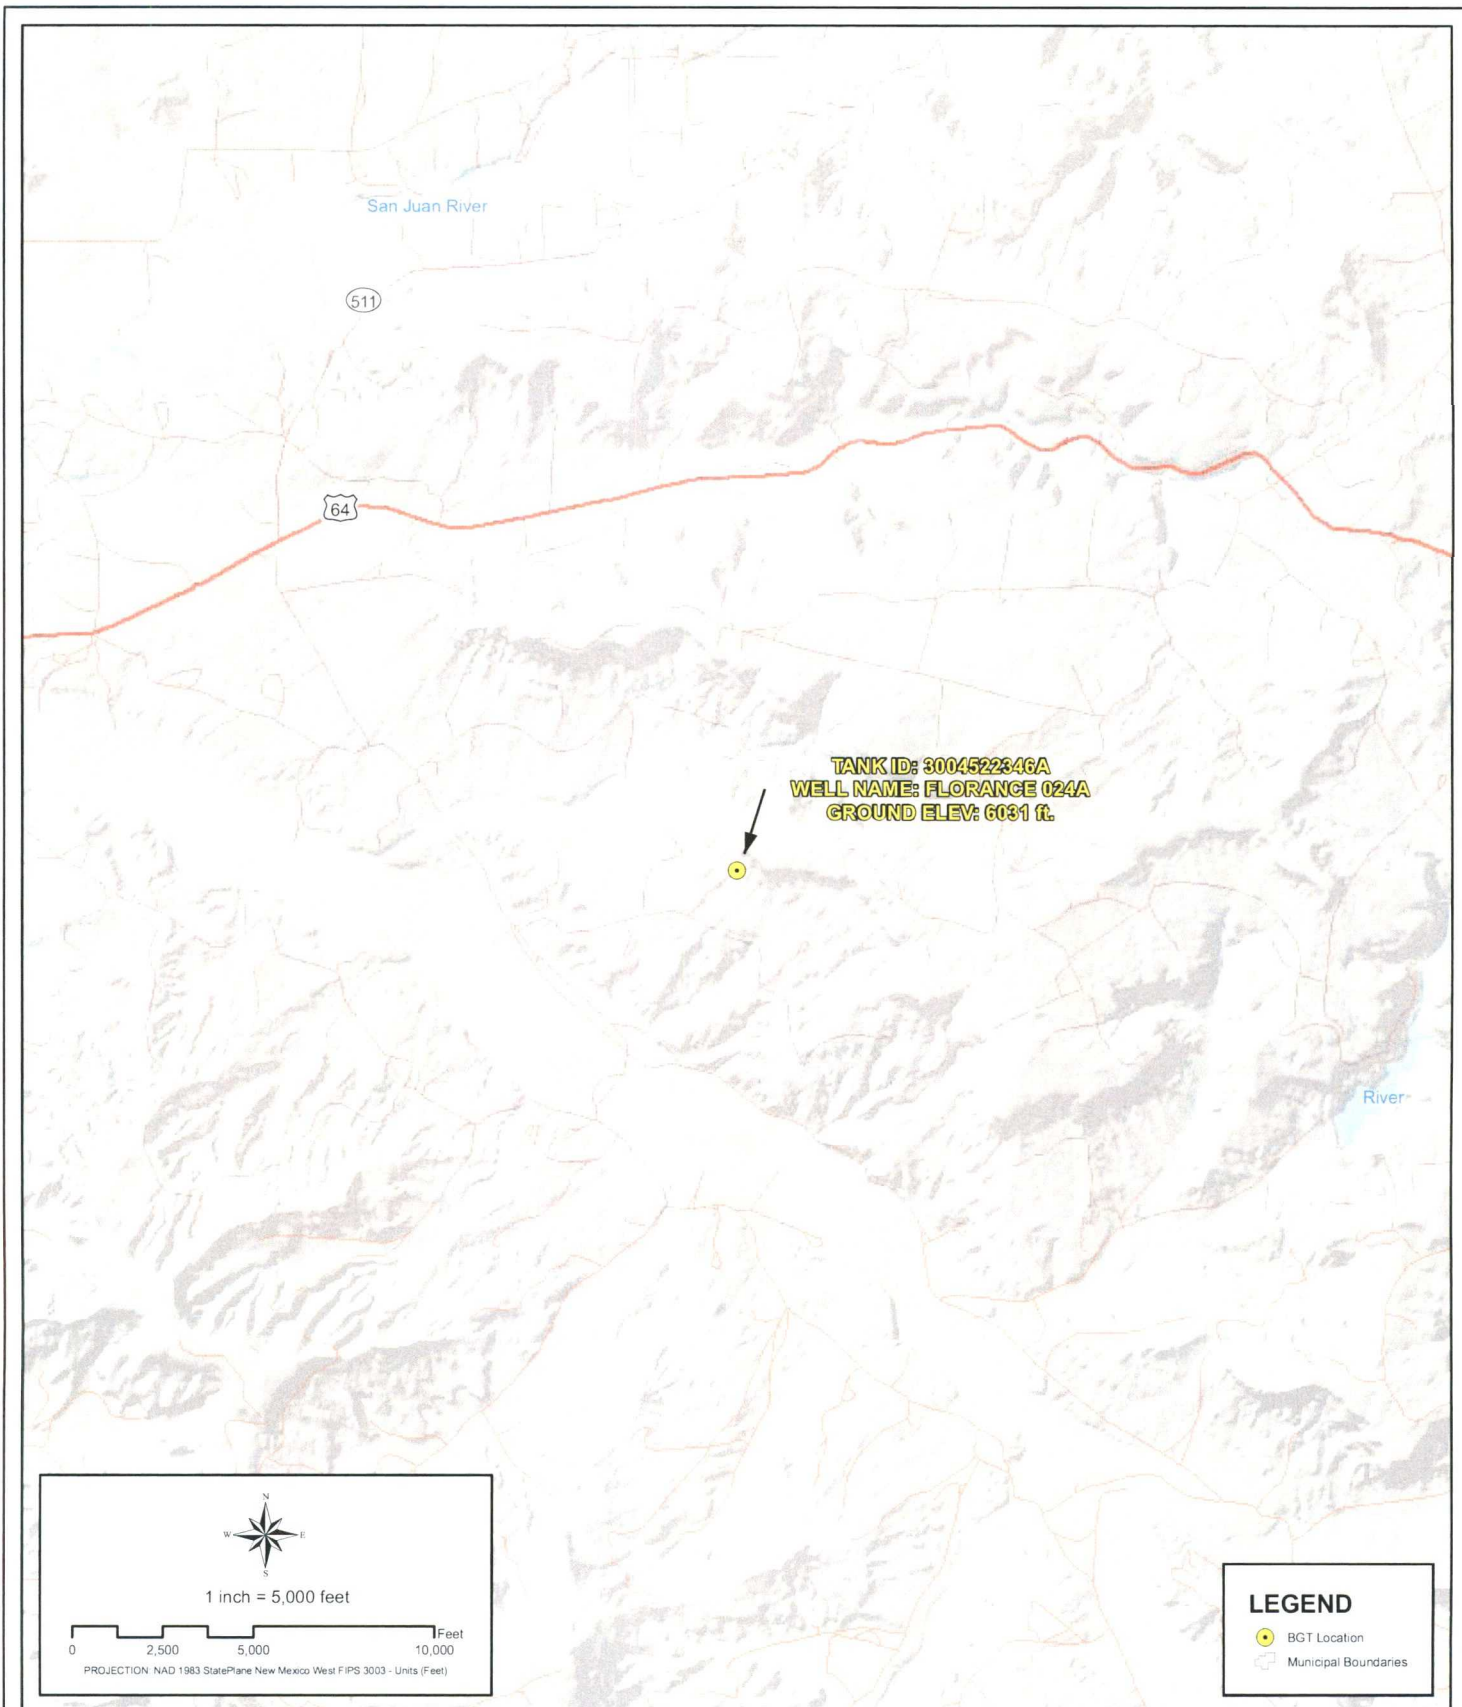 San Juan River
511
64
TANK ID: 3004522346A
WELL NAME: FLORANCE 024A
GROUND ELEV: 6031 ft.
River
N
W E
S
1 inch = 5,000 feet
Feet
0 2,500 5,000 10,000
PROJECTION NAD 1983 StatePlane New Mexico West FIPS 3003 - Units (Feet)
LEGEND
BGT Location
Municipal Boundaries